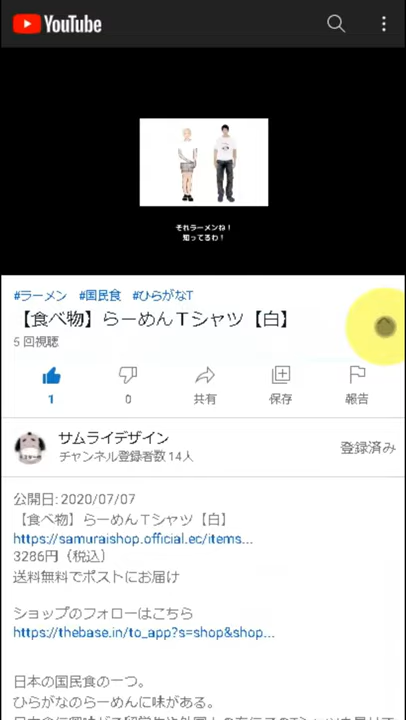 YouTube
それラーメンね！
知ってるわ！
#ラーメン #国民食 #ひらがなT
【食べ物】らーめんＴシャツ【白】
5 回視聴
1 0 共有 保存 報告
サムライデザイン
チャンネル登録者数 14人
登録済み
公開日: 2020/07/07
【食べ物】らーめんＴシャツ【白】
https://samuraishop.official.ec/items...
3286円（税込）
送料無料でポストにお届け
ショップのフォローはこちら
https://thebase.in/to_app?s=shop&shop...
日本の国民食の一つ。
ひらがなのらーめんに味がある。